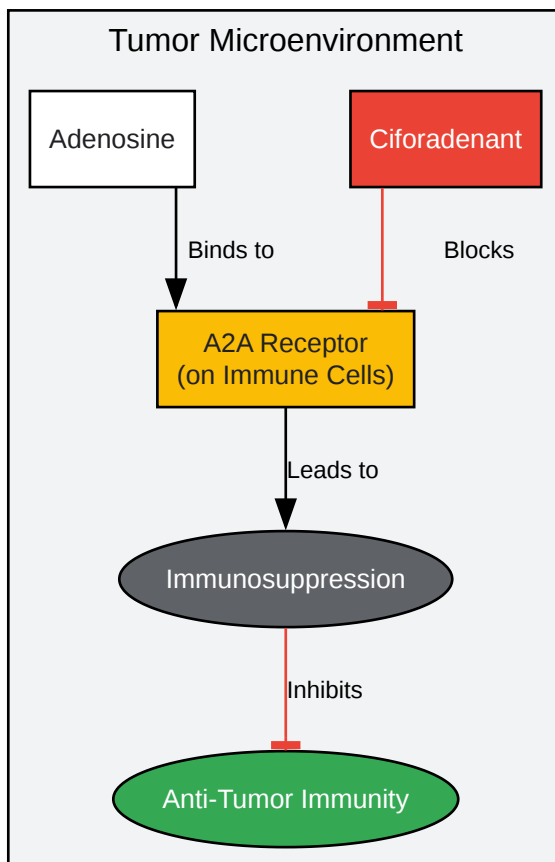 Tumor Microenvironment
Adenosine
Ciforadenant
Binds to
Blocks
A2A Receptor
(on Immune Cells)
Leads to
Immunosuppression
Inhibits
Anti-Tumor Immunity